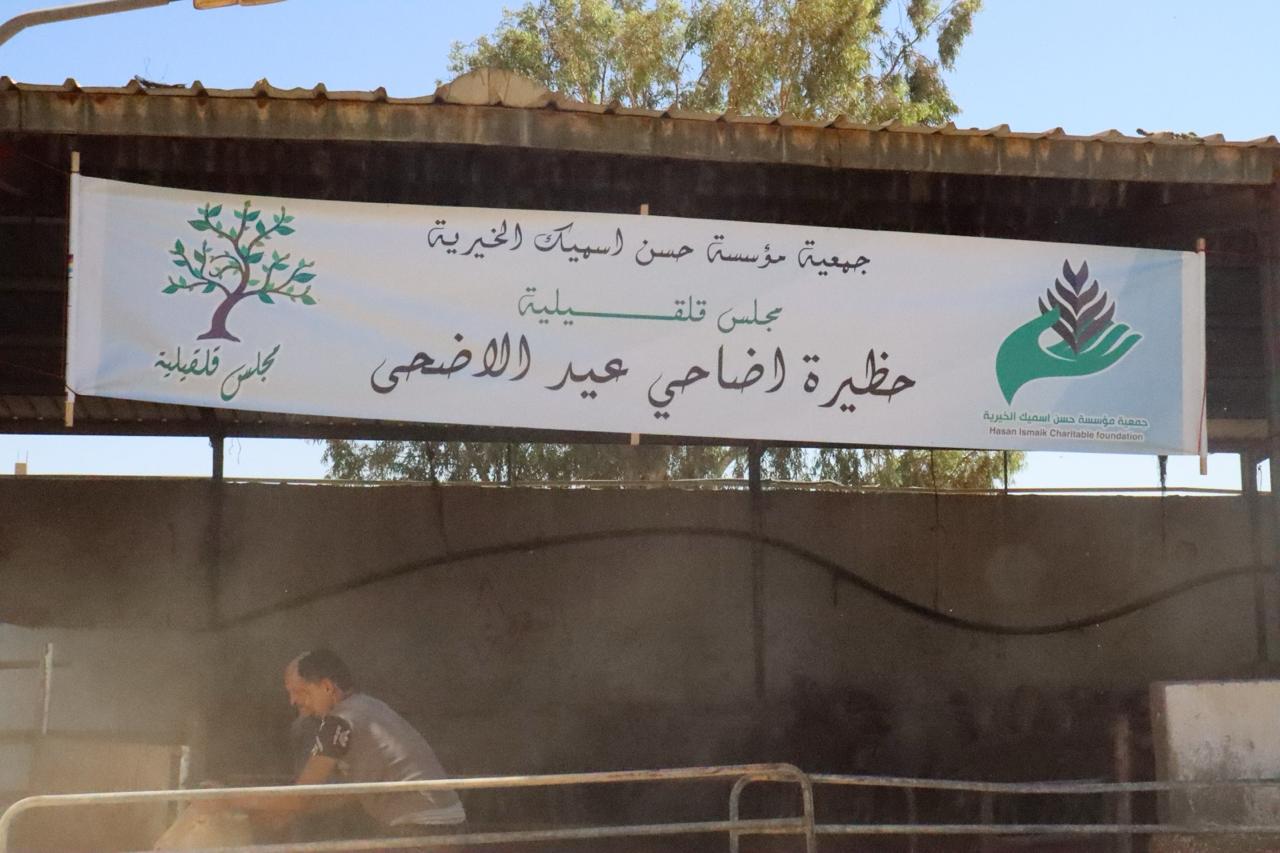 جمعية مؤسسة حسن اسميك الخيرية
مجلس قلقـــــــيلية
حظيرة اضاحي عيد الاضحى
جمعية مؤسسة حسن اسميك الخيرية
Hasan Ismaik Charitable foundation
مجلس قلقيلية